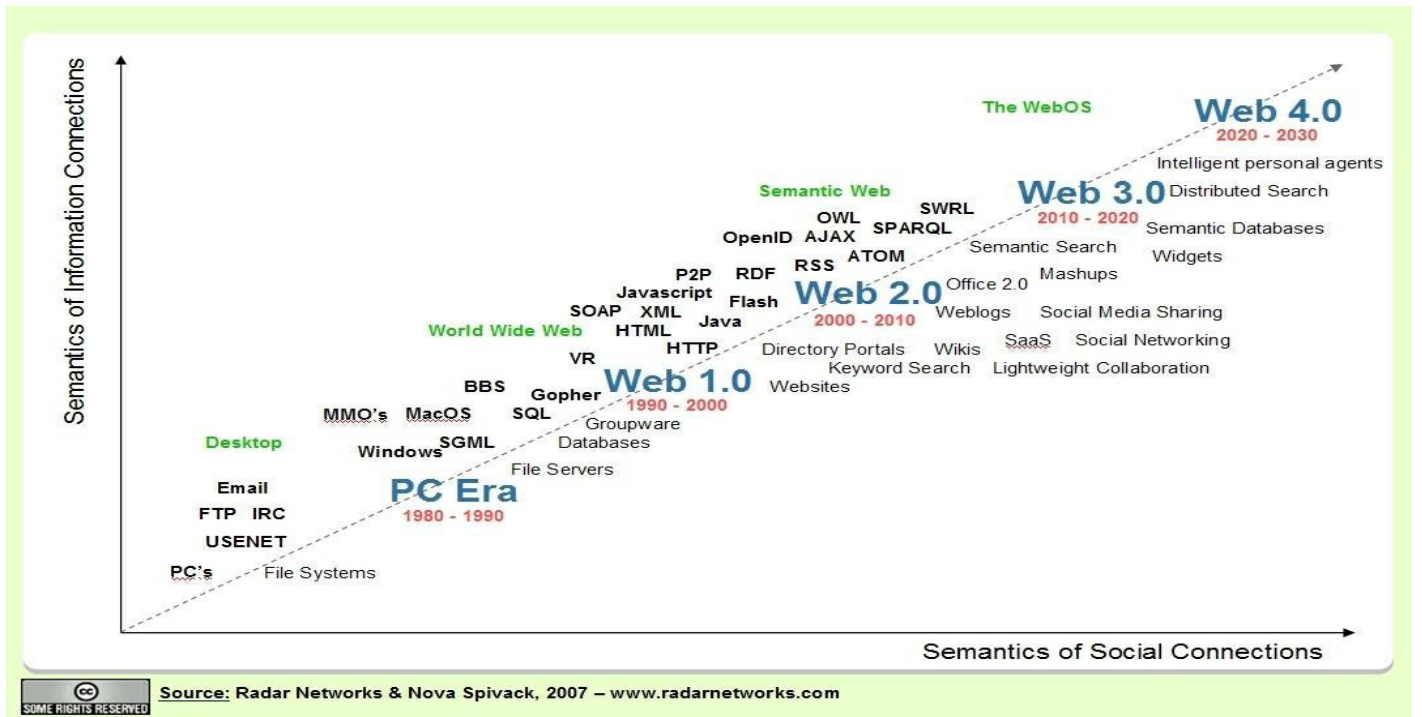 Semantics of Information Connections
The WebOS
Web 4.0
2020 - 2030
Intelligent personal agents
Semantic Web
Web 3.0
Distributed Search
2010 - 2020
SWRL
OWL
SPARQL
Semantic Databases
OpenID
AJAX
Semantic Search
ATOM
Widgets
RSS
P2P
RDF
Mashups
Office 2.0
Javascript
Flash
Web 2.0
2000 - 2010
SOAP
XML
Java
Weblogs
Social Media Sharing
World Wide Web
HTML
HTTP
SaaS
Social Networking
Directory Portals
Wikis
VR
Keyword Search
Lightweight Collaboration
BBS
Gopher
Web 1.0
1990 - 2000
Websites
MMO's
MacOS
SQL
Groupware
Desktop
Windows
SGML
Databases
File Servers
Email
PC Era
1980 - 1990
FTP
IRC
USENET
PC's
File Systems
Semantics of Social Connections
cc
SOME RIGHTS RESERVED
Source: Radar Networks & Nova Spivack, 2007 – www.radarnetworks.com